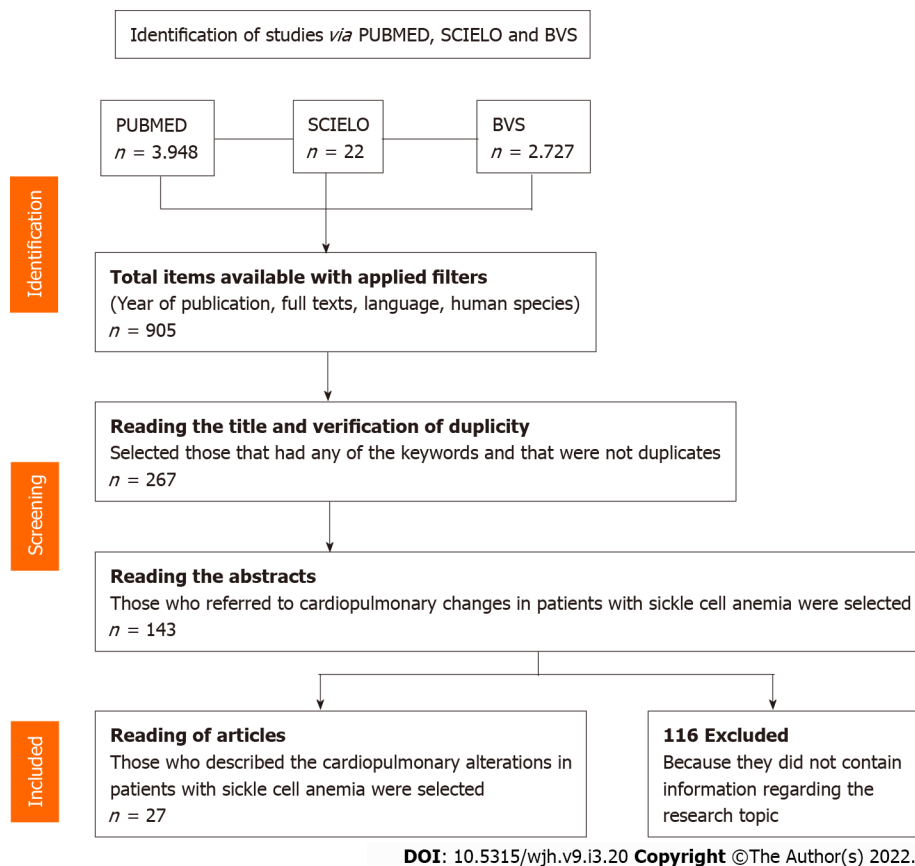 Identification of studies via PUBMED, SCIELO and BVS
PUBMED
n = 3.948
SCIELO
n = 22
BVS
n = 2.727
Identification
Total items available with applied filters
(Year of publication, full texts, language, human species)
n = 905
Screening
Reading the title and verification of duplicity
Selected those that had any of the keywords and that were not duplicates
n = 267
Reading the abstracts
Those who referred to cardiopulmonary changes in patients with sickle cell anemia were selected
n = 143
Included
Reading of articles
Those who described the cardiopulmonary alterations in
patients with sickle cell anemia were selected
n = 27
116 Excluded
Because they did not contain
information regarding the
research topic
DOI: 10.5315/wjh.v9.i3.20 Copyright ©The Author(s) 2022.